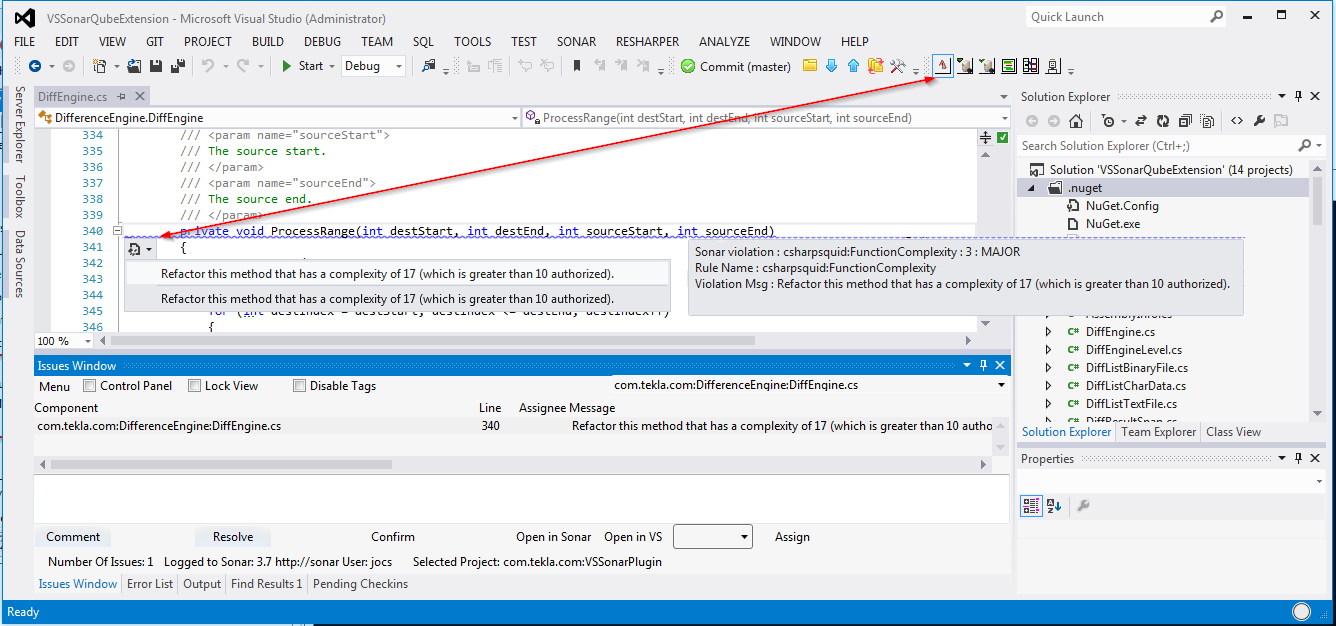 VSSonarQubeExtension - Microsoft Visual Studio (Administrator)
Quick Launch
FILE EDIT VIEW GIT PROJECT BUILD DEBUG TEAM SQL TOOLS TEST SONAR RESHARPER ANALYZE WINDOW HELP
Start Debug Commit (master)
Server Explorer
Toolbox
Data Sources
DiffEngine.cs
DifferenceEngine.DiffEngine
ProcessRange(int destStart, int destEnd, int sourceStart, int sourceEnd)
334 /// <param name="sourceStart">
335 /// The source start.
336 /// </param>
337 /// <param name="sourceEnd">
338 /// The source end.
339 /// </param>
340 private void ProcessRange(int destStart, int destEnd, int sourceStart, int sourceEnd)
341 {
342
343
344
345 for (int destIndex = destStart; destIndex <= destEnd; destIndex++)
346 {
Refactor this method that has a complexity of 17 (which is greater than 10 authorized).
Refactor this method that has a complexity of 17 (which is greater than 10 authorized).
Sonar violation : csharpsquid:FunctionComplexity : 3 : MAJOR
Rule Name : csharpsquid:FunctionComplexity
Violation Msg : Refactor this method that has a complexity of 17 (which is greater than 10 authorized).
100 %
Issues Window
Menu Control Panel Lock View Disable Tags com.tekla.com:DifferenceEngine:DiffEngine.cs
Component Line Assignee Message
com.tekla.com:DifferenceEngine:DiffEngine.cs 340 Refactor this method that has a complexity of 17 (which is greater than 10 autho
Comment Resolve Confirm Open in Sonar Open in VS Assign
Number Of Issues: 1 Logged to Sonar: 3.7 http://sonar User: jocs Selected Project: com.tekla.com:VSSonarPlugin
Issues Window Error List Output Find Results 1 Pending Checkins
Solution Explorer
Search Solution Explorer (Ctrl+;)
Solution 'VSSonarQubeExtension' (14 projects)
.nuget
NuGet.Config
NuGet.exe
AssemblyInfo.cs
C# DiffEngine.cs
C# DiffEngineLevel.cs
C# DiffListBinaryFile.cs
C# DiffListCharData.cs
C# DiffListTextFile.cs
C# DiffResultSpan.cs
Solution Explorer Team Explorer Class View
Properties
Ready